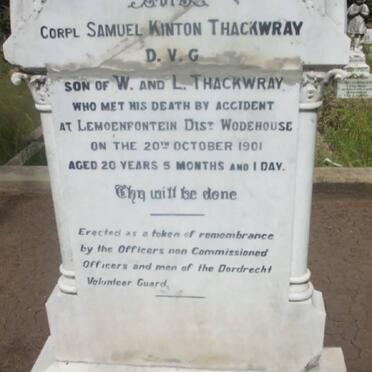 CORPL SAMUEL KINTON THACKWRAY
D. V. G
SON OF W. AND L. THACKWRAY
WHO MET HIS DEATH BY ACCIDENT
AT LEMOENFONTEIN DIST WODEHOUSE
ON THE 20TH OCTOBER 1901
AGED 20 YEARS 5 MONTHS AND 1 DAY.
Thy will be done
Erected as a token of remembrance
by the Officers non Commissioned
Officers and men of the Dordrecht
Volunteer Guard.